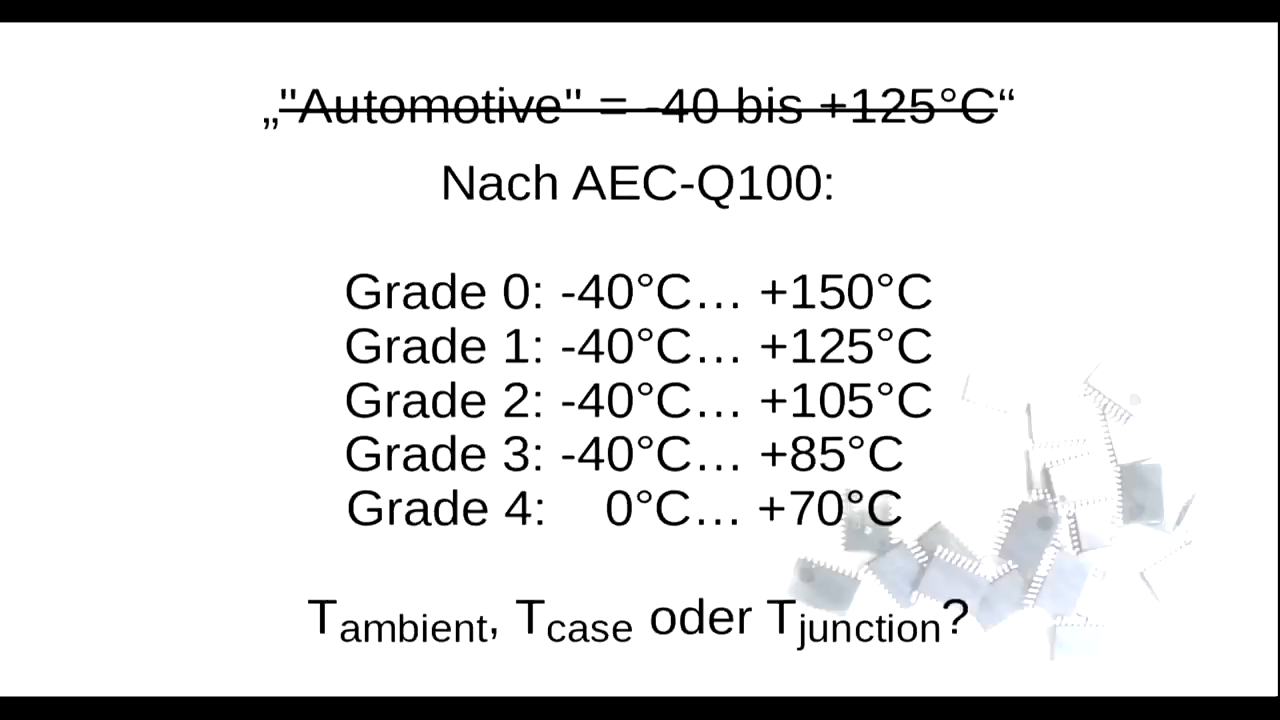 „"Automotive" = -40 bis +125°C“
Nach AEC-Q100:
Grade 0: -40°C… +150°C
Grade 1: -40°C… +125°C
Grade 2: -40°C… +105°C
Grade 3: -40°C… +85°C
Grade 4: 0°C… +70°C
Tambient, Tcase oder Tjunction?